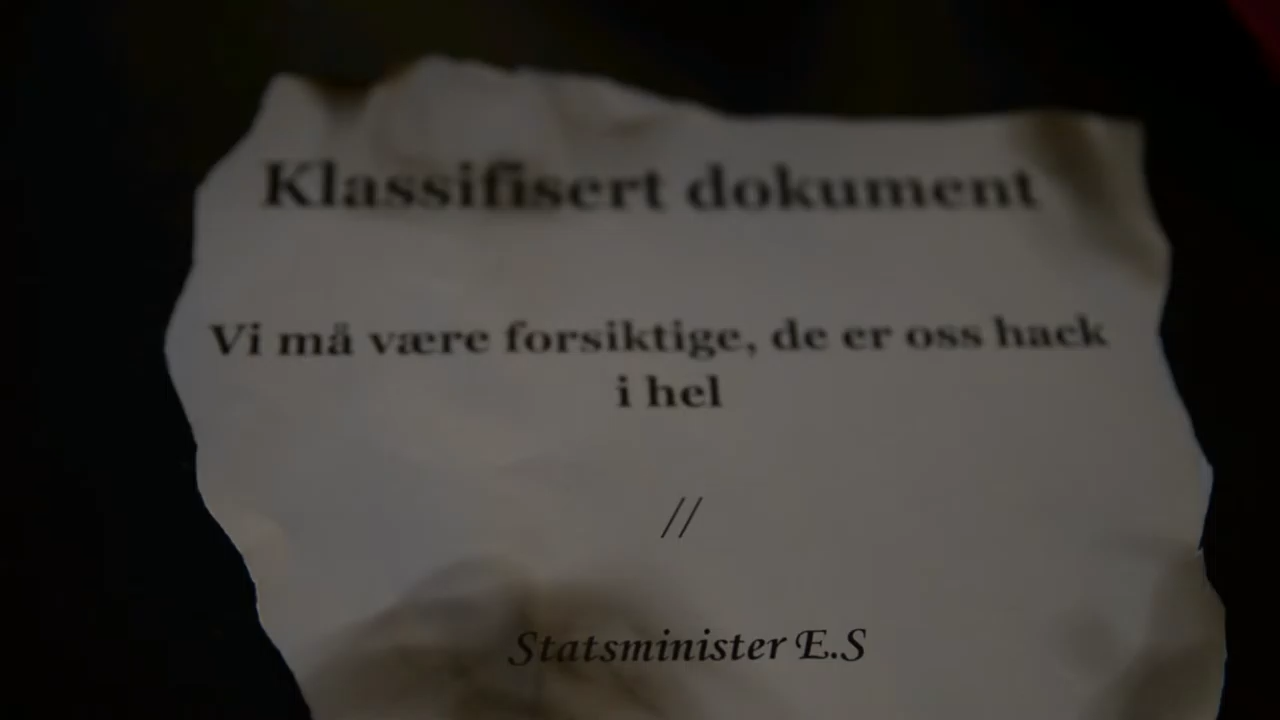 Klassifisert dokument
Vi må være forsiktige, de er oss hack
i hel
//
Statsminister E.S